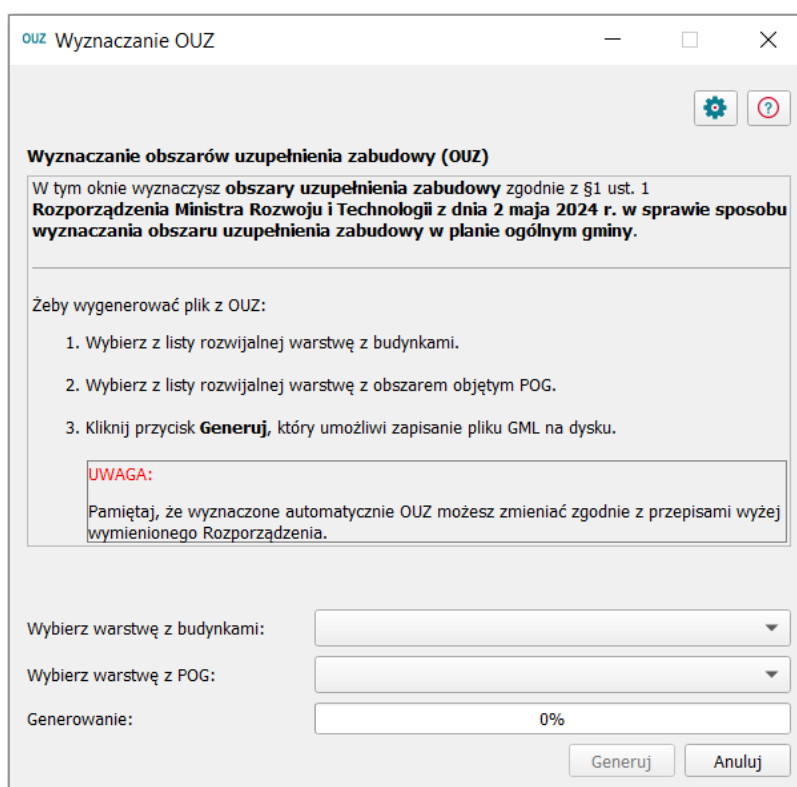 OUZ Wyznaczanie OUZ
Wyznaczanie obszarów uzupełnienia zabudowy (OUZ)
W tym oknie wyznaczysz obszary uzupełnienia zabudowy zgodnie z §1 ust. 1
Rozporządzenia Ministra Rozwoju i Technologii z dnia 2 maja 2024 r. w sprawie sposobu
wyznaczania obszaru uzupełnienia zabudowy w planie ogólnym gminy.
Żeby wygenerować plik z OUZ:
1. Wybierz z listy rozwijalnej warstwę z budynkami.
2. Wybierz z listy rozwijalnej warstwę z obszarem objętym POG.
3. Kliknij przycisk Generuj, który umożliwi zapisanie pliku GML na dysku.
UWAGA:
Pamiętaj, że wyznaczone automatycznie OUZ możesz zmieniać zgodnie z przepisami wyżej
wymienionego Rozporządzenia.
Wybierz warstwę z budynkami:
Wybierz warstwę z POG:
Generowanie: 0%
Generuj Anuluj